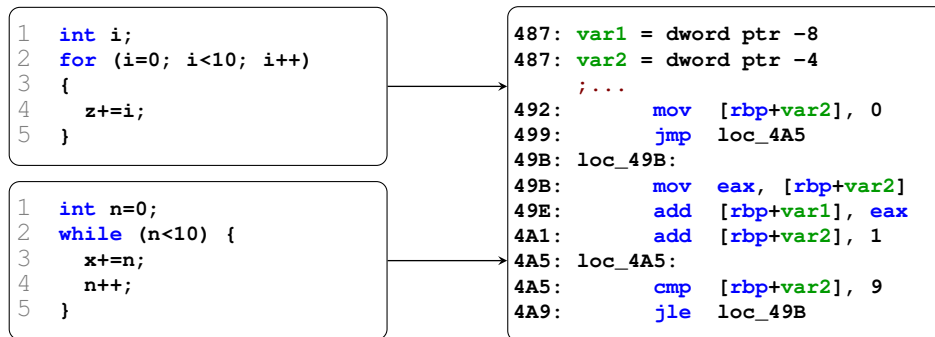 1 int i;
2 for (i=0; i<10; i++)
3 {
4 z+=i;
5 }
1 int n=0;
2 while (n<10) {
3 x+=n;
4 n++;
5 }
487: var1 = dword ptr -8
487: var2 = dword ptr -4
;...
492: mov [rbp+var2], 0
499: jmp loc_4A5
49B: loc_49B:
49B: mov eax, [rbp+var2]
49E: add [rbp+var1], eax
4A1: add [rbp+var2], 1
4A5: loc_4A5:
4A5: cmp [rbp+var2], 9
4A9: jle loc_49B